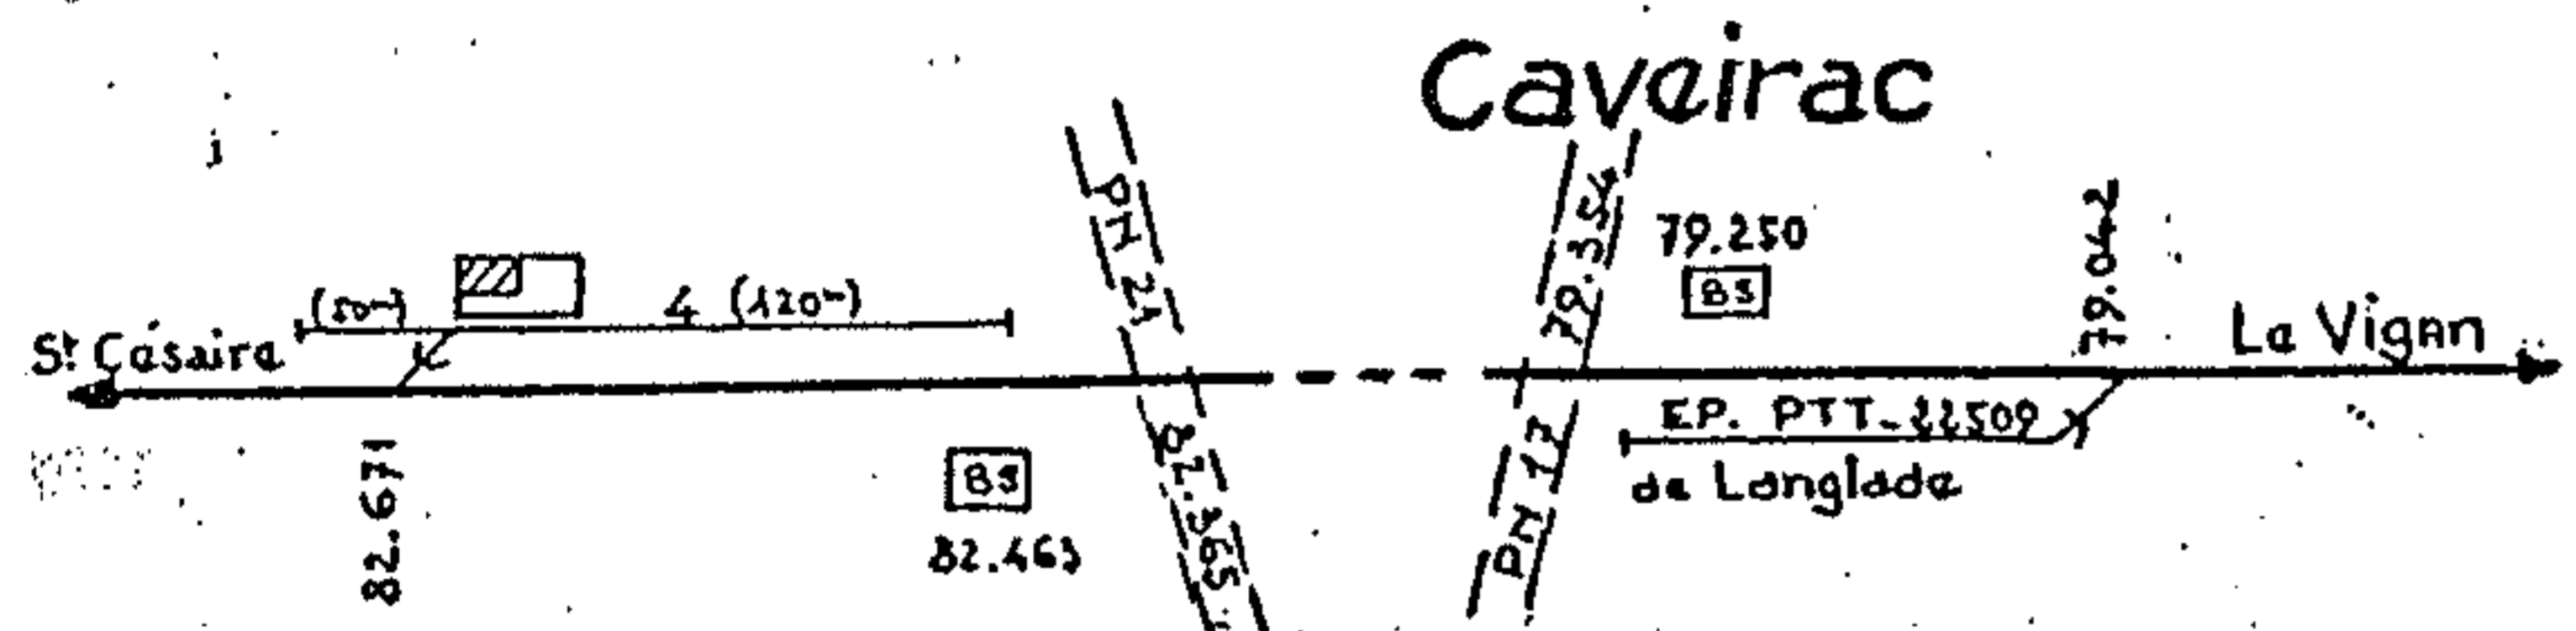 Caveirac
79.354
79.250
BS
79.042
(50m)
4 (120m)
St Césaire
Le Vigan
PN 21
82.671
BS
82.463
82.365
PN 17
EP. PTT-22509
de Langlade